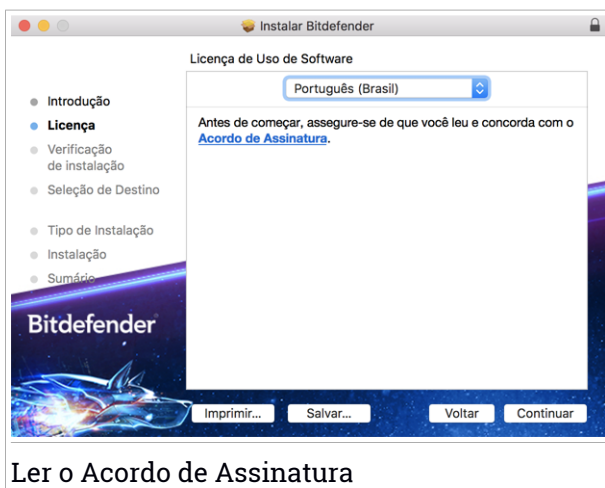 Instalar Bitdefender
Licença de Uso de Software
Português (Brasil)
Introdução
Licença
Verificação
de instalação
Seleção de Destino
Tipo de Instalação
Instalação
Sumário
Antes de começar, assegure-se de que você leu e concorda com o
Acordo de Assinatura.
Bitdefender
Imprimir...
Salvar...
Voltar
Continuar
Ler o Acordo de Assinatura